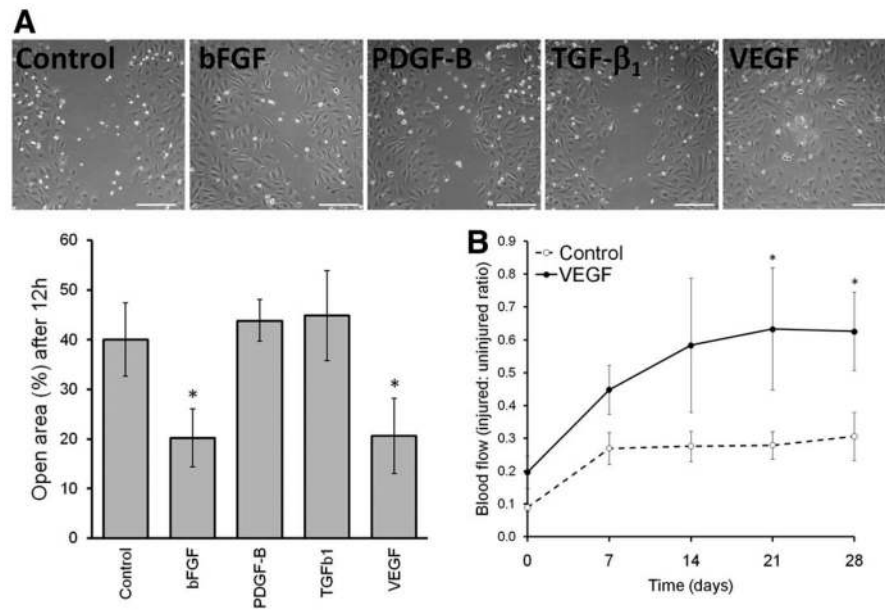 A
Control
bFGF
PDGF-B
TGF-β₁
VEGF
60
50
40
30
20
10
0
Open area (%) after 12h
*
*
Control
bFGF
PDGF-B
TGFb1
VEGF
B
0.9
0.8
0.7
0.6
0.5
0.4
0.3
0.2
0.1
0.0
Blood flow (injured: uninjured ratio)
Control
VEGF
*
*
0
7
14
21
28
Time (days)